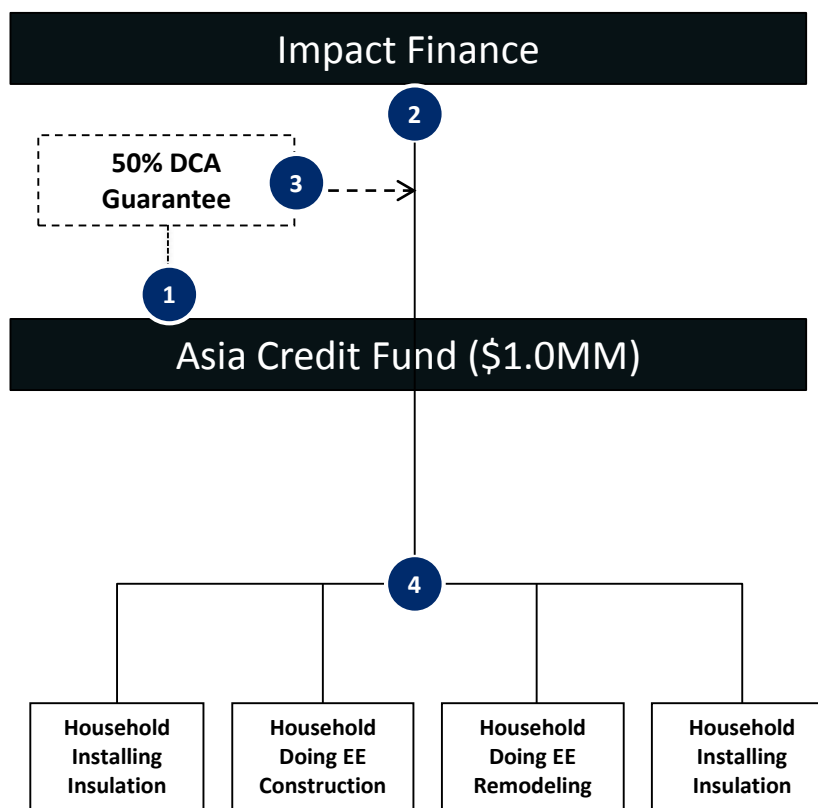 Impact Finance
2
50% DCA
Guarantee
3
1
Asia Credit Fund ($1.0MM)
4
Household
Installing
Insulation
Household
Doing EE
Construction
Household
Doing EE
Remodeling
Household
Installing
Insulation